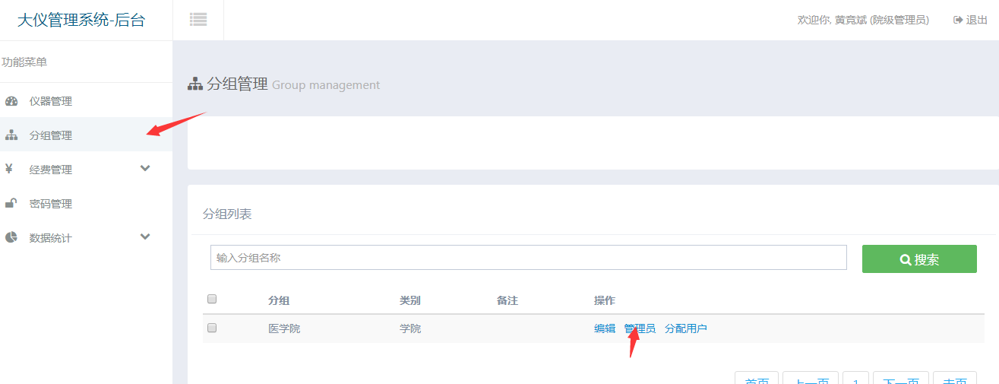 大仪管理系统-后台
欢迎你, 黄竟斌 (院级管理员) 退出
功能菜单
仪器管理
分组管理
经费管理
密码管理
数据统计
分组管理 Group management
分组列表
输入分组名称 搜索
分组 类别 备注 操作
医学院 学院 编辑 管理员 分配用户
首页 上一页 1 下一页 末页